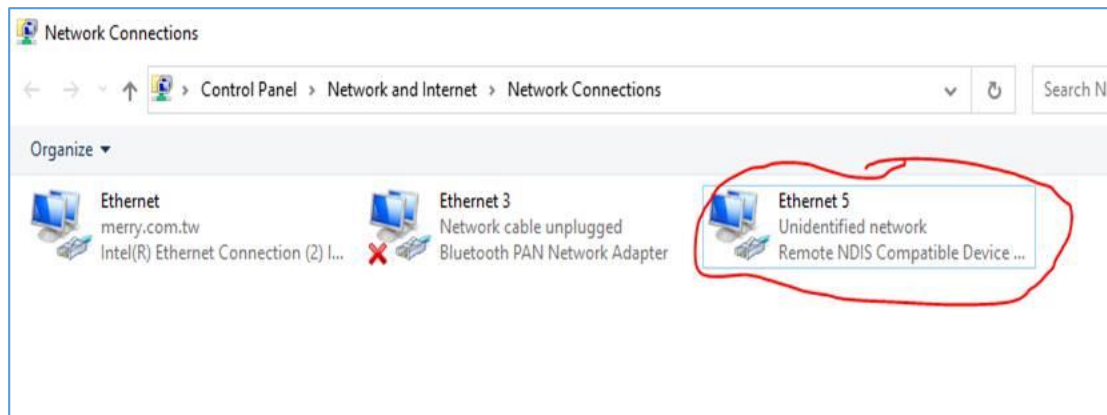 Network Connections
Control Panel > Network and Internet > Network Connections
Search N
Organize
Ethernet
merry.com.tw
Intel(R) Ethernet Connection (2) I...
Ethernet 3
Network cable unplugged
Bluetooth PAN Network Adapter
Ethernet 5
Unidentified network
Remote NDIS Compatible Device ...